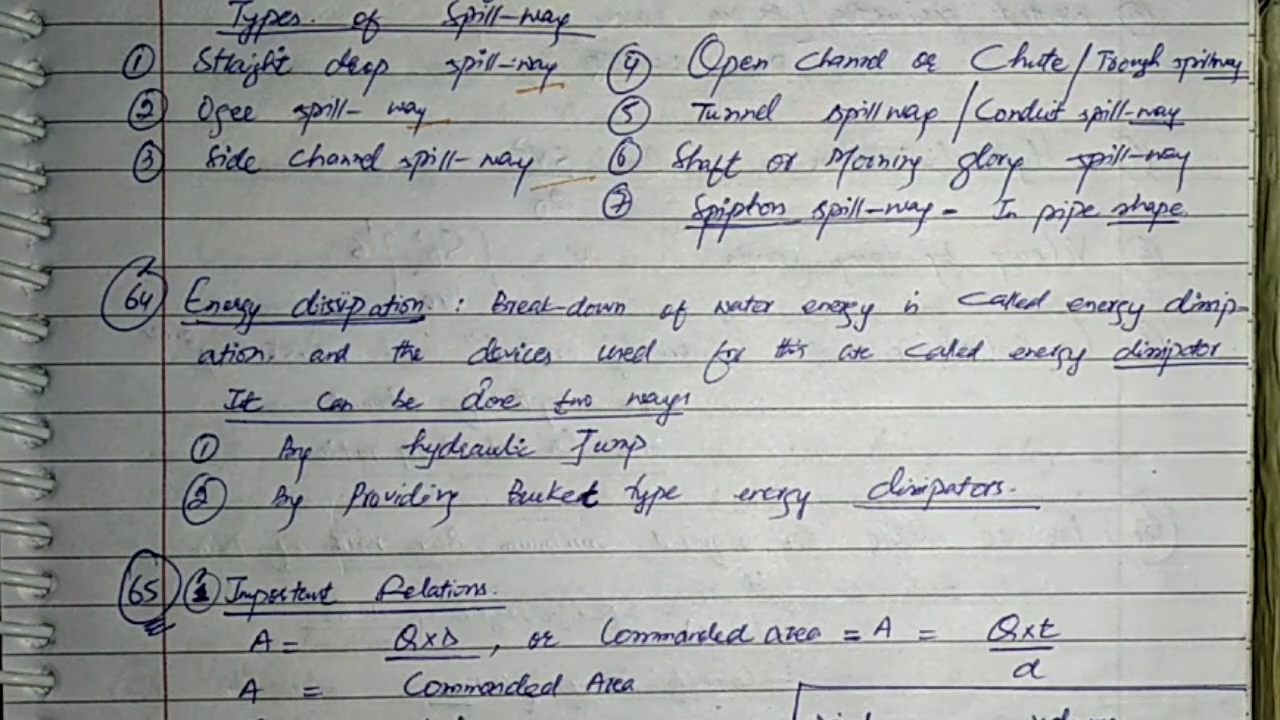 Types of Spill-way
① Straight drop spill-way ④ Open Channel or Chute/Trough spillway
② Ogee spill-way ⑤ Tunnel spillway/Conduit spill-way
③ Side Channel spill-way ⑥ Shaft or Morning glory spill-way
⑦ Spiphon spill-way - In pipe shape.
64 Energy dissipation : Break-down of water energy is called energy dissip-
ation. and the devices used for this are called energy dissipator
It can be done two ways
① By hydraulic Jump
② By Providing Bucket type energy dissipators.
65 Important Relations.
A = Q×D, or Commanded area = A = Q×t
d
A = Commanded Area